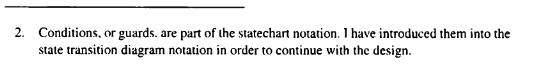 2. Conditions, or guards. are part of the statechart notation. I have introduced them into the
state transition diagram notation in order to continue with the design.